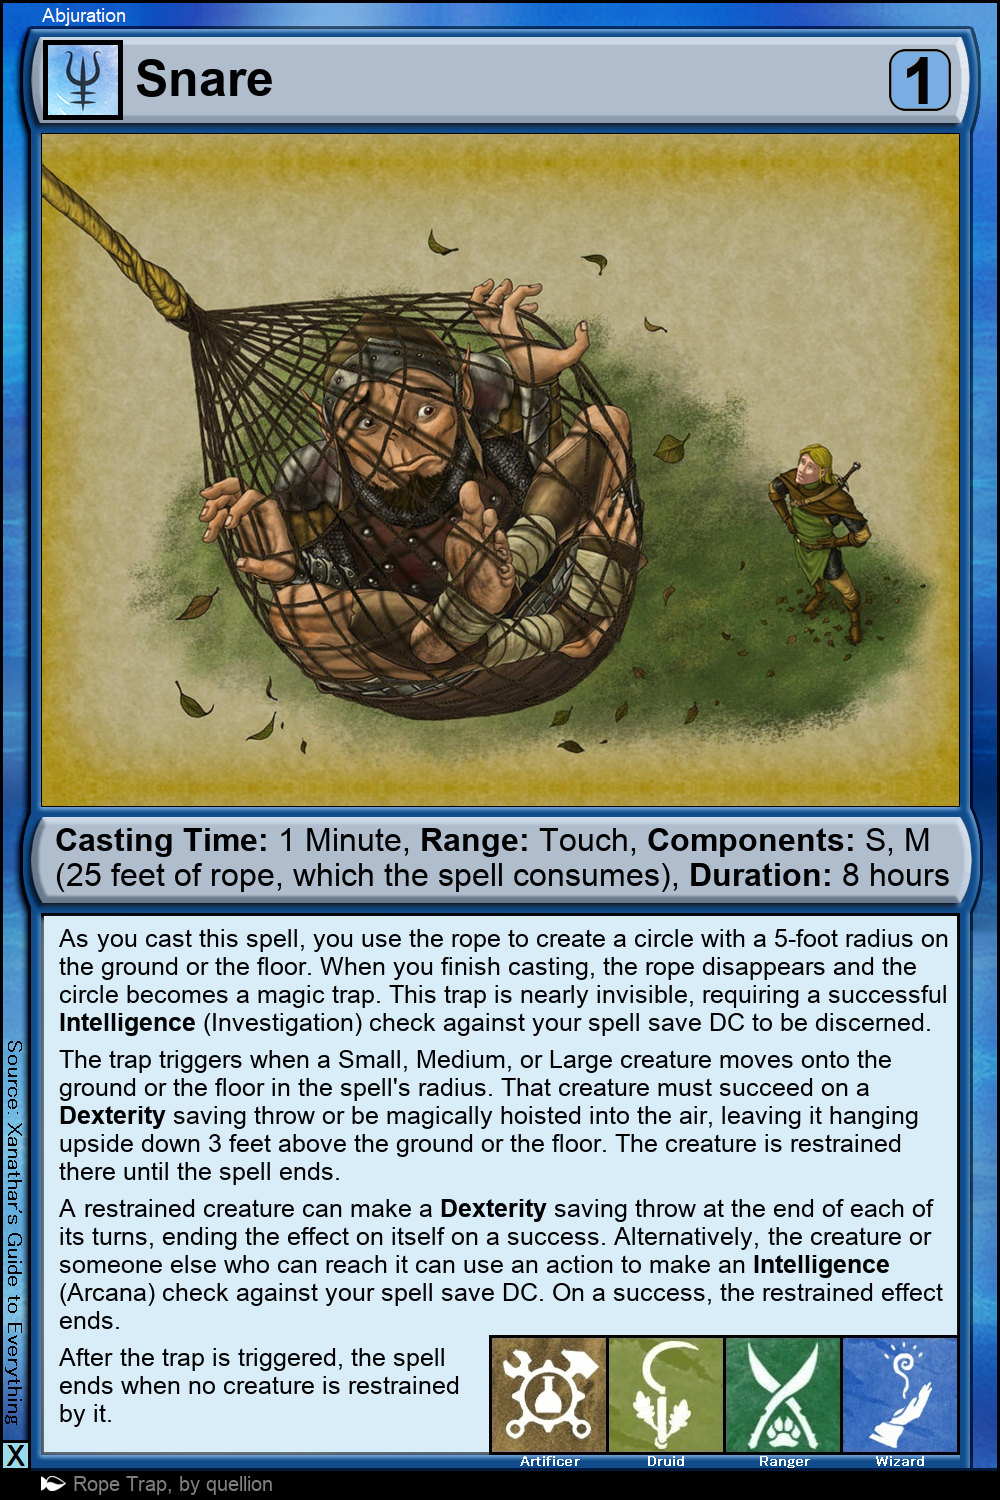 Abjuration
Snare
1
Casting Time: 1 Minute, Range: Touch, Components: S, M
(25 feet of rope, which the spell consumes), Duration: 8 hours
As you cast this spell, you use the rope to create a circle with a 5-foot radius on
the ground or the floor. When you finish casting, the rope disappears and the
circle becomes a magic trap. This trap is nearly invisible, requiring a successful
Intelligence (Investigation) check against your spell save DC to be discerned.
The trap triggers when a Small, Medium, or Large creature moves onto the
ground or the floor in the spell's radius. That creature must succeed on a
Dexterity saving throw or be magically hoisted into the air, leaving it hanging
upside down 3 feet above the ground or the floor. The creature is restrained
there until the spell ends.
A restrained creature can make a Dexterity saving throw at the end of each of
its turns, ending the effect on itself on a success. Alternatively, the creature or
someone else who can reach it can use an action to make an Intelligence
(Arcana) check against your spell save DC. On a success, the restrained effect
ends.
After the trap is triggered, the spell
ends when no creature is restrained
by it.
Artificer
Druid
Ranger
Wizard
Source: Xanathar's Guide to Everything
X
Rope Trap, by quellion